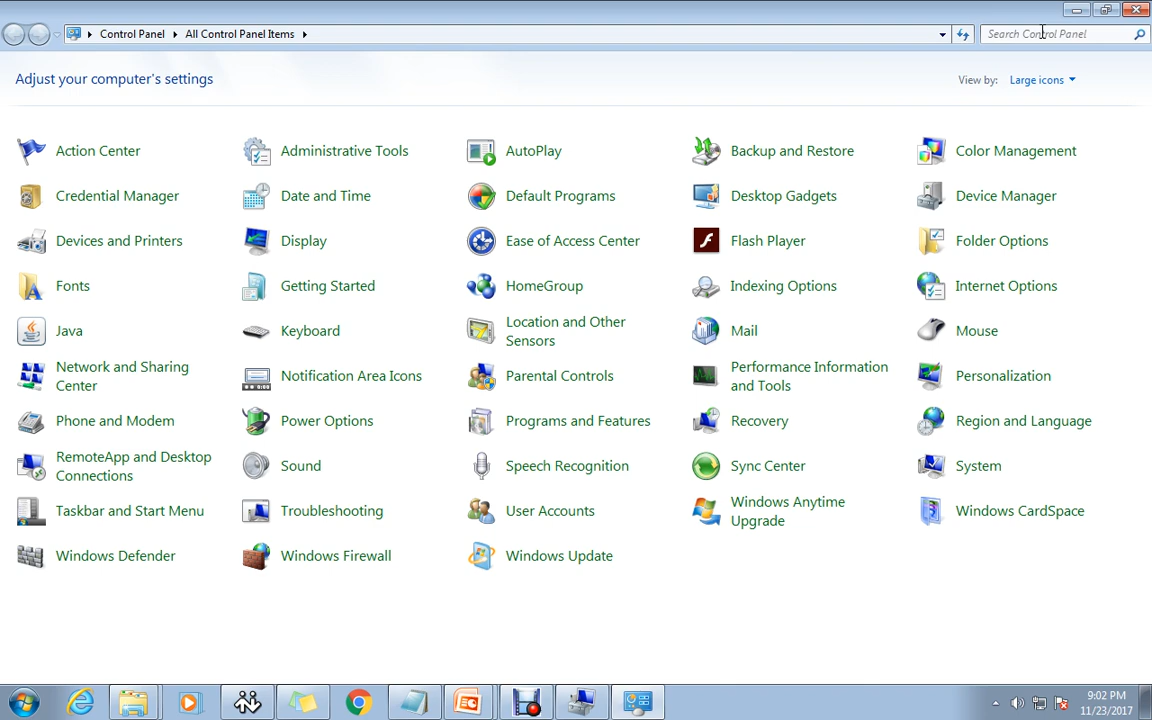 Control Panel All Control Panel Items
Search Control Panel
Adjust your computer's settings
View by: Large icons
Action Center
Administrative Tools
AutoPlay
Backup and Restore
Color Management
Credential Manager
Date and Time
Default Programs
Desktop Gadgets
Device Manager
Devices and Printers
Display
Ease of Access Center
Flash Player
Folder Options
Fonts
Getting Started
HomeGroup
Indexing Options
Internet Options
Java
Keyboard
Location and Other
Sensors
Mail
Mouse
Network and Sharing
Center
Notification Area Icons
Parental Controls
Performance Information
and Tools
Personalization
Phone and Modem
Power Options
Programs and Features
Recovery
Region and Language
RemoteApp and Desktop
Connections
Sound
Speech Recognition
Sync Center
System
Taskbar and Start Menu
Troubleshooting
User Accounts
Windows Anytime
Upgrade
Windows CardSpace
Windows Defender
Windows Firewall
Windows Update
9:02 PM
11/23/2017